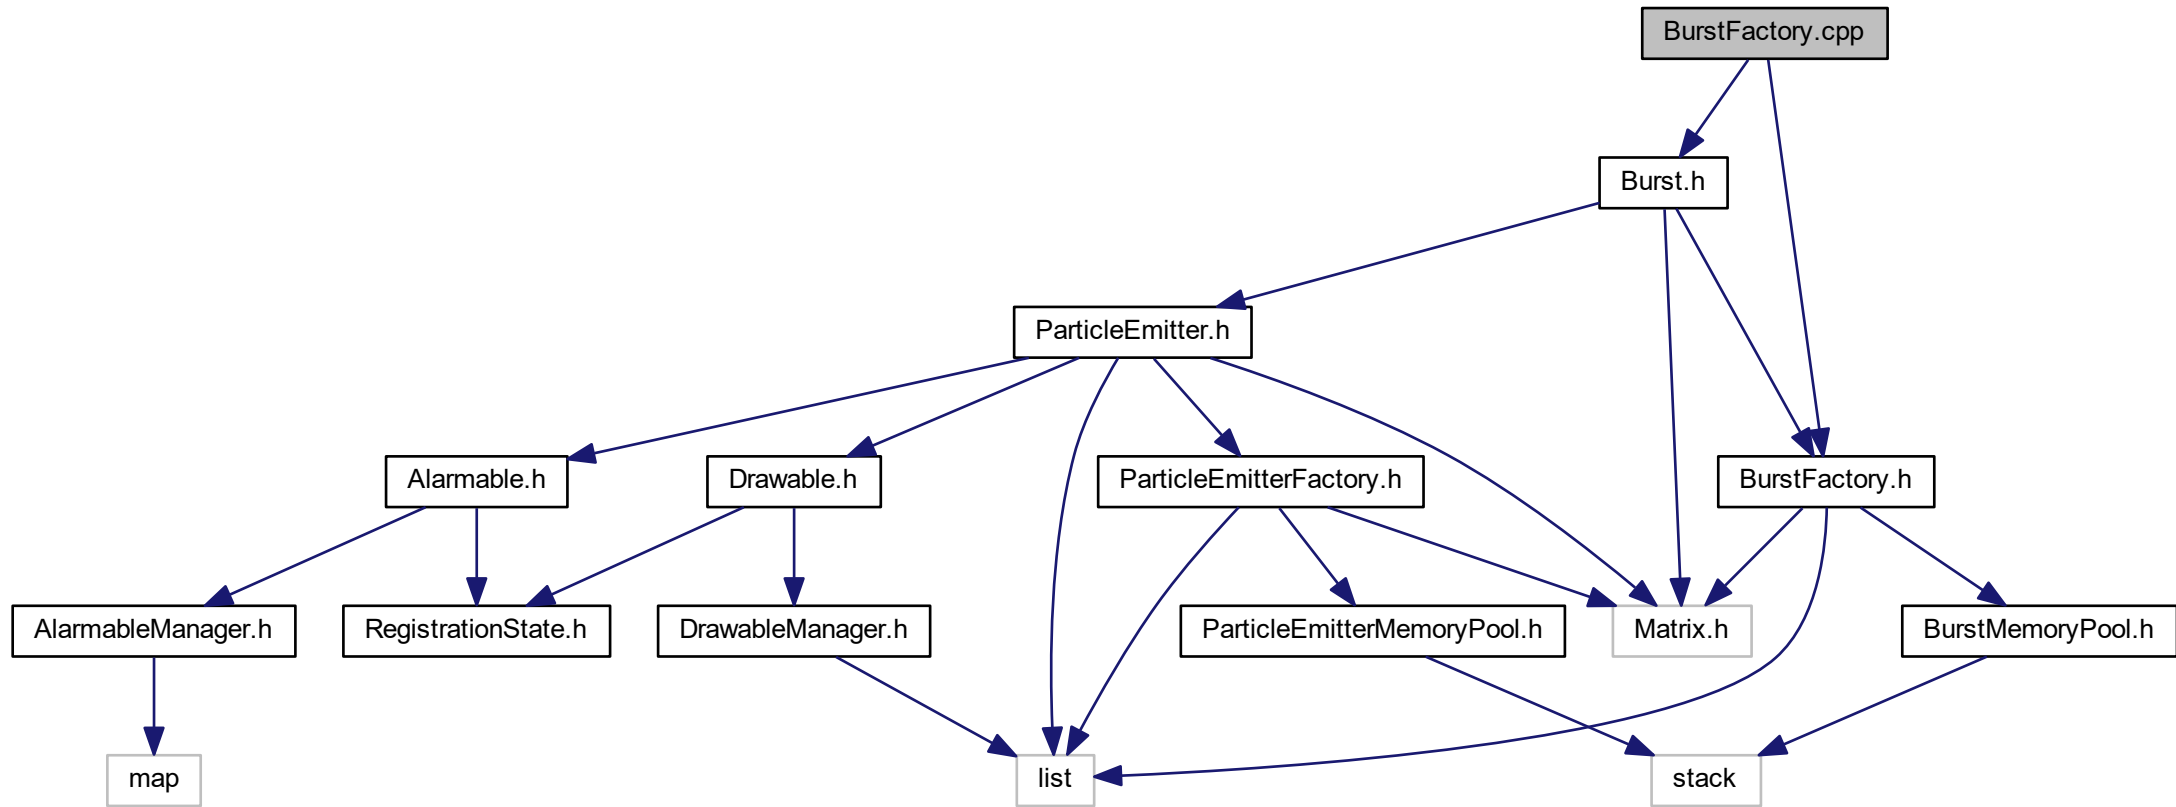 BurstFactory.cpp
Burst.h
ParticleEmitter.h
Alarmable.h
Drawable.h
ParticleEmitterFactory.h
BurstFactory.h
AlarmableManager.h
RegistrationState.h
DrawableManager.h
ParticleEmitterMemoryPool.h
Matrix.h
BurstMemoryPool.h
map
list
stack